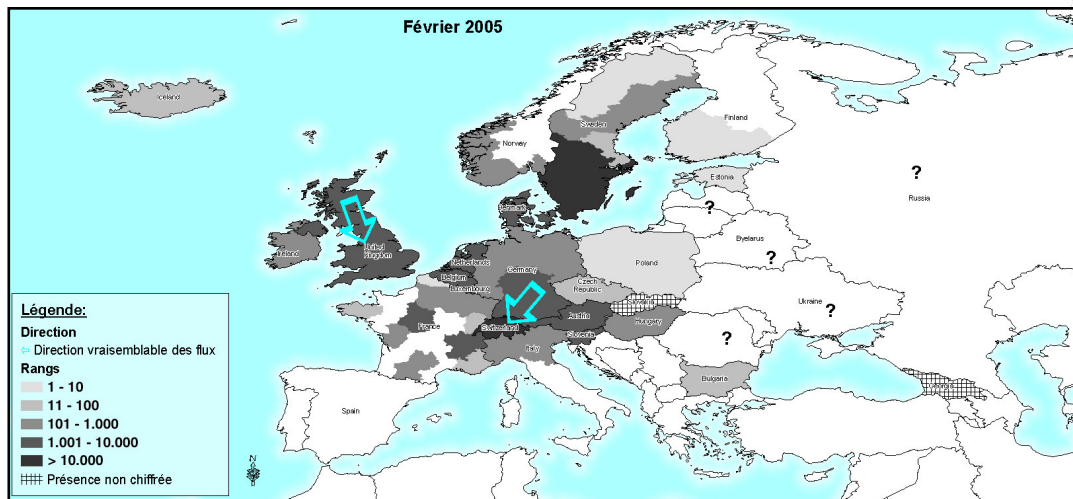 Février 2005
Iceland
Finland
Sweden
Norway
?
Russia
Estonia
?
Denmark
Byelarus
?
United
Kingdom
Ireland
Netherlands
Germany
Poland
Belgium
Luxembourg
Czech
Republic
Ukraine
?
Slovakia
Austria
Hungary
France
Switzerland
Slovenia
?
Italy
Bulgaria
Georgia
Spain
N
Légende:
Direction
Direction vraisemblable des flux
Rangs
1 - 10
11 - 100
101 - 1.000
1.001 - 10.000
> 10.000
Présence non chiffrée